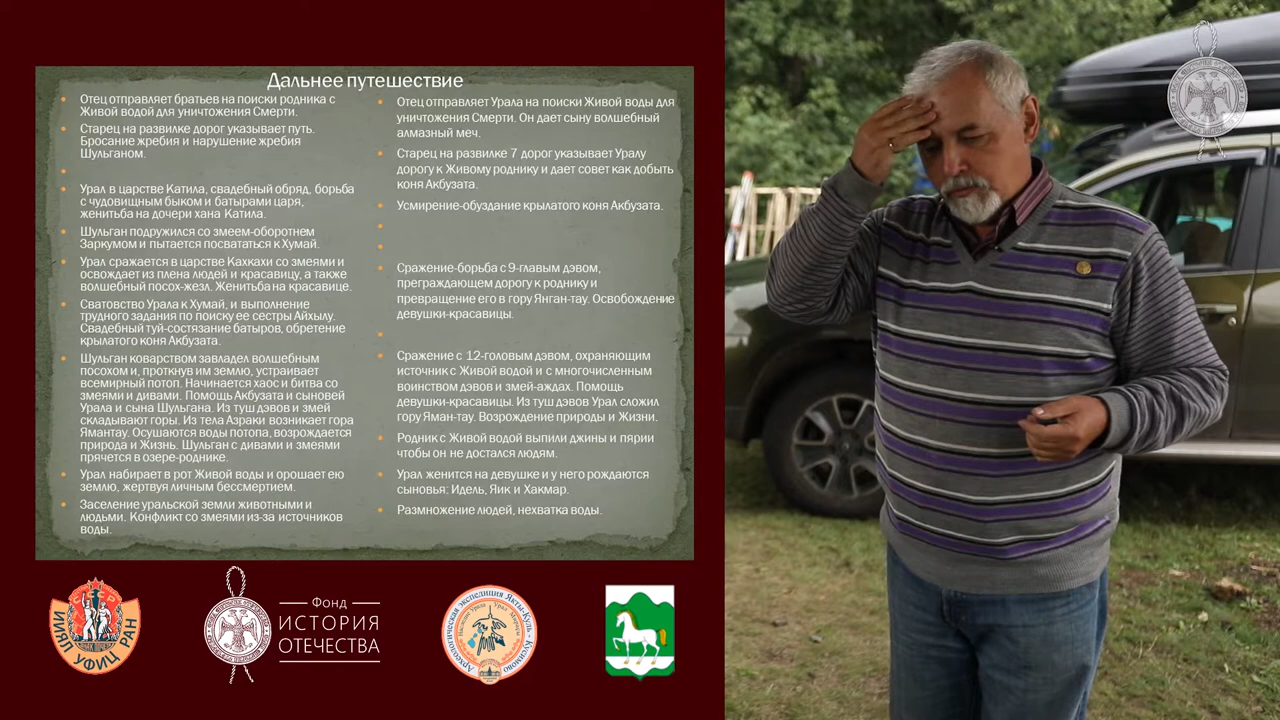 Дальнее путешествие
Отец отправляет братьев на поиски родника с
Живой водой для уничтожения Смерти.
Старец на развилке дорог указывает путь.
Бросание жребия и нарушение жребия
Шульганом.
Урал в царстве Катила, свадебный обряд, борьба
с чудовищным быком и батырами царя,
женитьба на дочери хана Катила.
Шульган подружился со змеем-оборотнем
Заркумом и пытается посвататься к Хумай.
Урал сражается в царстве Кахкахи со змеями и
освождает из плена людей и красавицу, а также
волшебный посох-жезл. Женитьба на красавице.
Сватовство Урала к Хумай, и выполнение
трудного задания по поиску ее сестры Айхылу.
Свадебный туй-состязание батыров, обретение
крылатого коня Акбузата.
Шульган коварством завладел волшебным
посохом и, проткнув им землю, устраивает
всемирный потоп. Начинается хаос и битва со
змеями и дивами. Помощь Акбузата и сыновей
Урала и сына Шульгана. Из туш дэвов и змей
складывают горы. Из тела Азраки возникает гора
Ямантау. Осушаются воды потопа, возрождается
природа и Жизнь. Шульган с дивами и змеями
прячется в озере-роднике.
Урал набирает в рот Живой воды и орошает ею
землю, жертвуя личным бессмертием.
Заселение уральской земли животными и
людьми. Конфликт со змеями из-за источников
воды.
Отец отправляет Урала на поиски Живой воды для
уничтожения Смерти. Он дает сыну волшебный
алмазный меч.
Старец на развилке 7 дорог указывает Уралу
дорогу к Живому роднику и дает совет как добыть
коня Акбузата.
Усмирение-обуздание крылатого коня Акбузата.
Сражение-борьба с 9-главым дэвом,
преграждающем дорогу к роднику и
превращение его в гору Янган-тау. Освобождение
девушки-красавицы.
Сражение с 12-головым дэвом, охраняющим
источник с Живой водой и с многочисленным
воинством дэвов и змей-аждах. Помощь
девушки-красавицы. Из туш дэвов Урал сложил
гору Яман-тау. Возрождение природы и Жизни.
Родник с Живой водой выпили джины и пярии
чтобы он не достался людям.
Урал женится на девушке и у него рождаются
сыновья: Идель, Яик и Хакмар.
Размножение людей, нехватка воды.
СССР
ИИЯЛ УФИЦ РАН
Фонд
ИСТОРИЯ
ОТЕЧЕСТВА
Археологическая экспедиция Якты-Куль - Кусимово